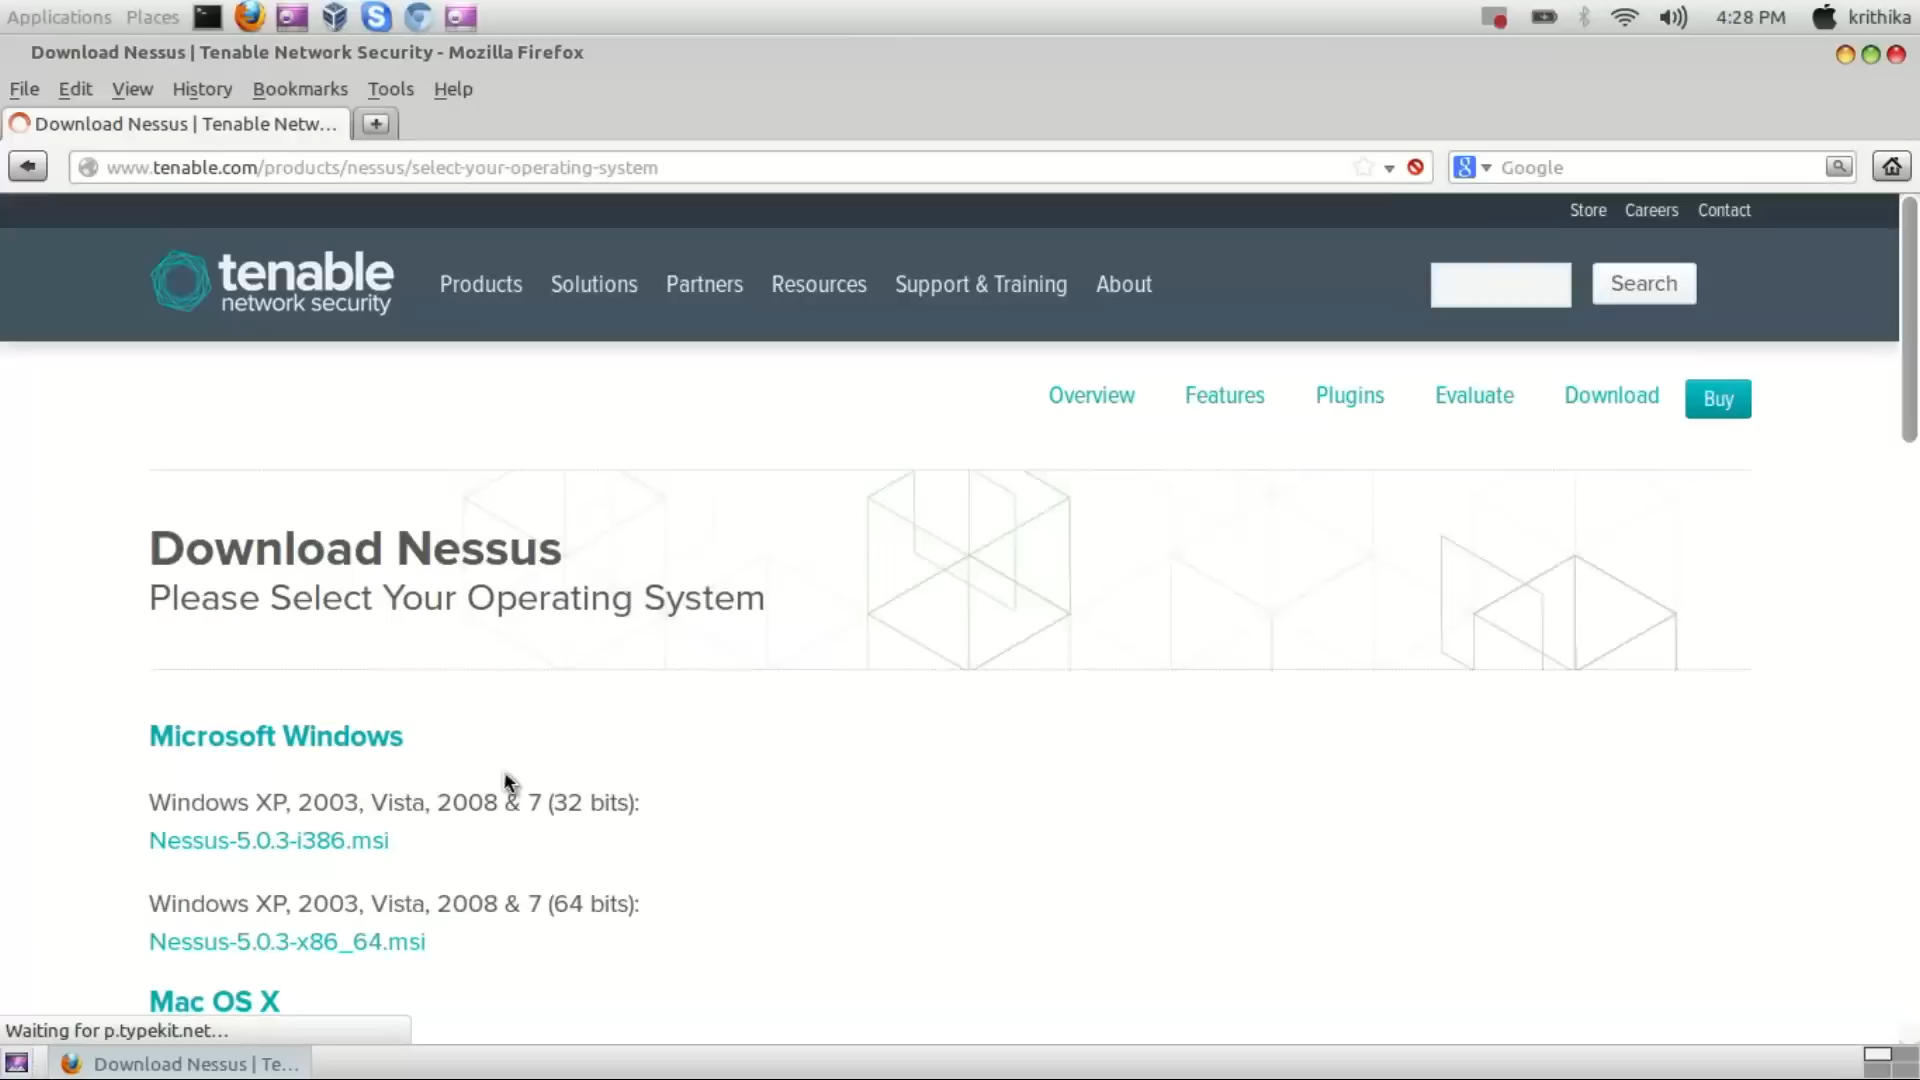 Applications Places 4:28 PM krithika
Download Nessus | Tenable Network Security - Mozilla Firefox
File Edit View History Bookmarks Tools Help
Download Nessus | Tenable Netw...
www.tenable.com/products/nessus/select-your-operating-system
Google
Store Careers Contact
tenable
network security
Products Solutions Partners Resources Support & Training About
Search
Overview Features Plugins Evaluate Download Buy
Download Nessus
Please Select Your Operating System
Microsoft Windows
Windows XP, 2003, Vista, 2008 & 7 (32 bits):
Nessus-5.0.3-i386.msi
Windows XP, 2003, Vista, 2008 & 7 (64 bits):
Nessus-5.0.3-x86_64.msi
Mac OS X
Waiting for p.typekit.net...
Download Nessus | Te...